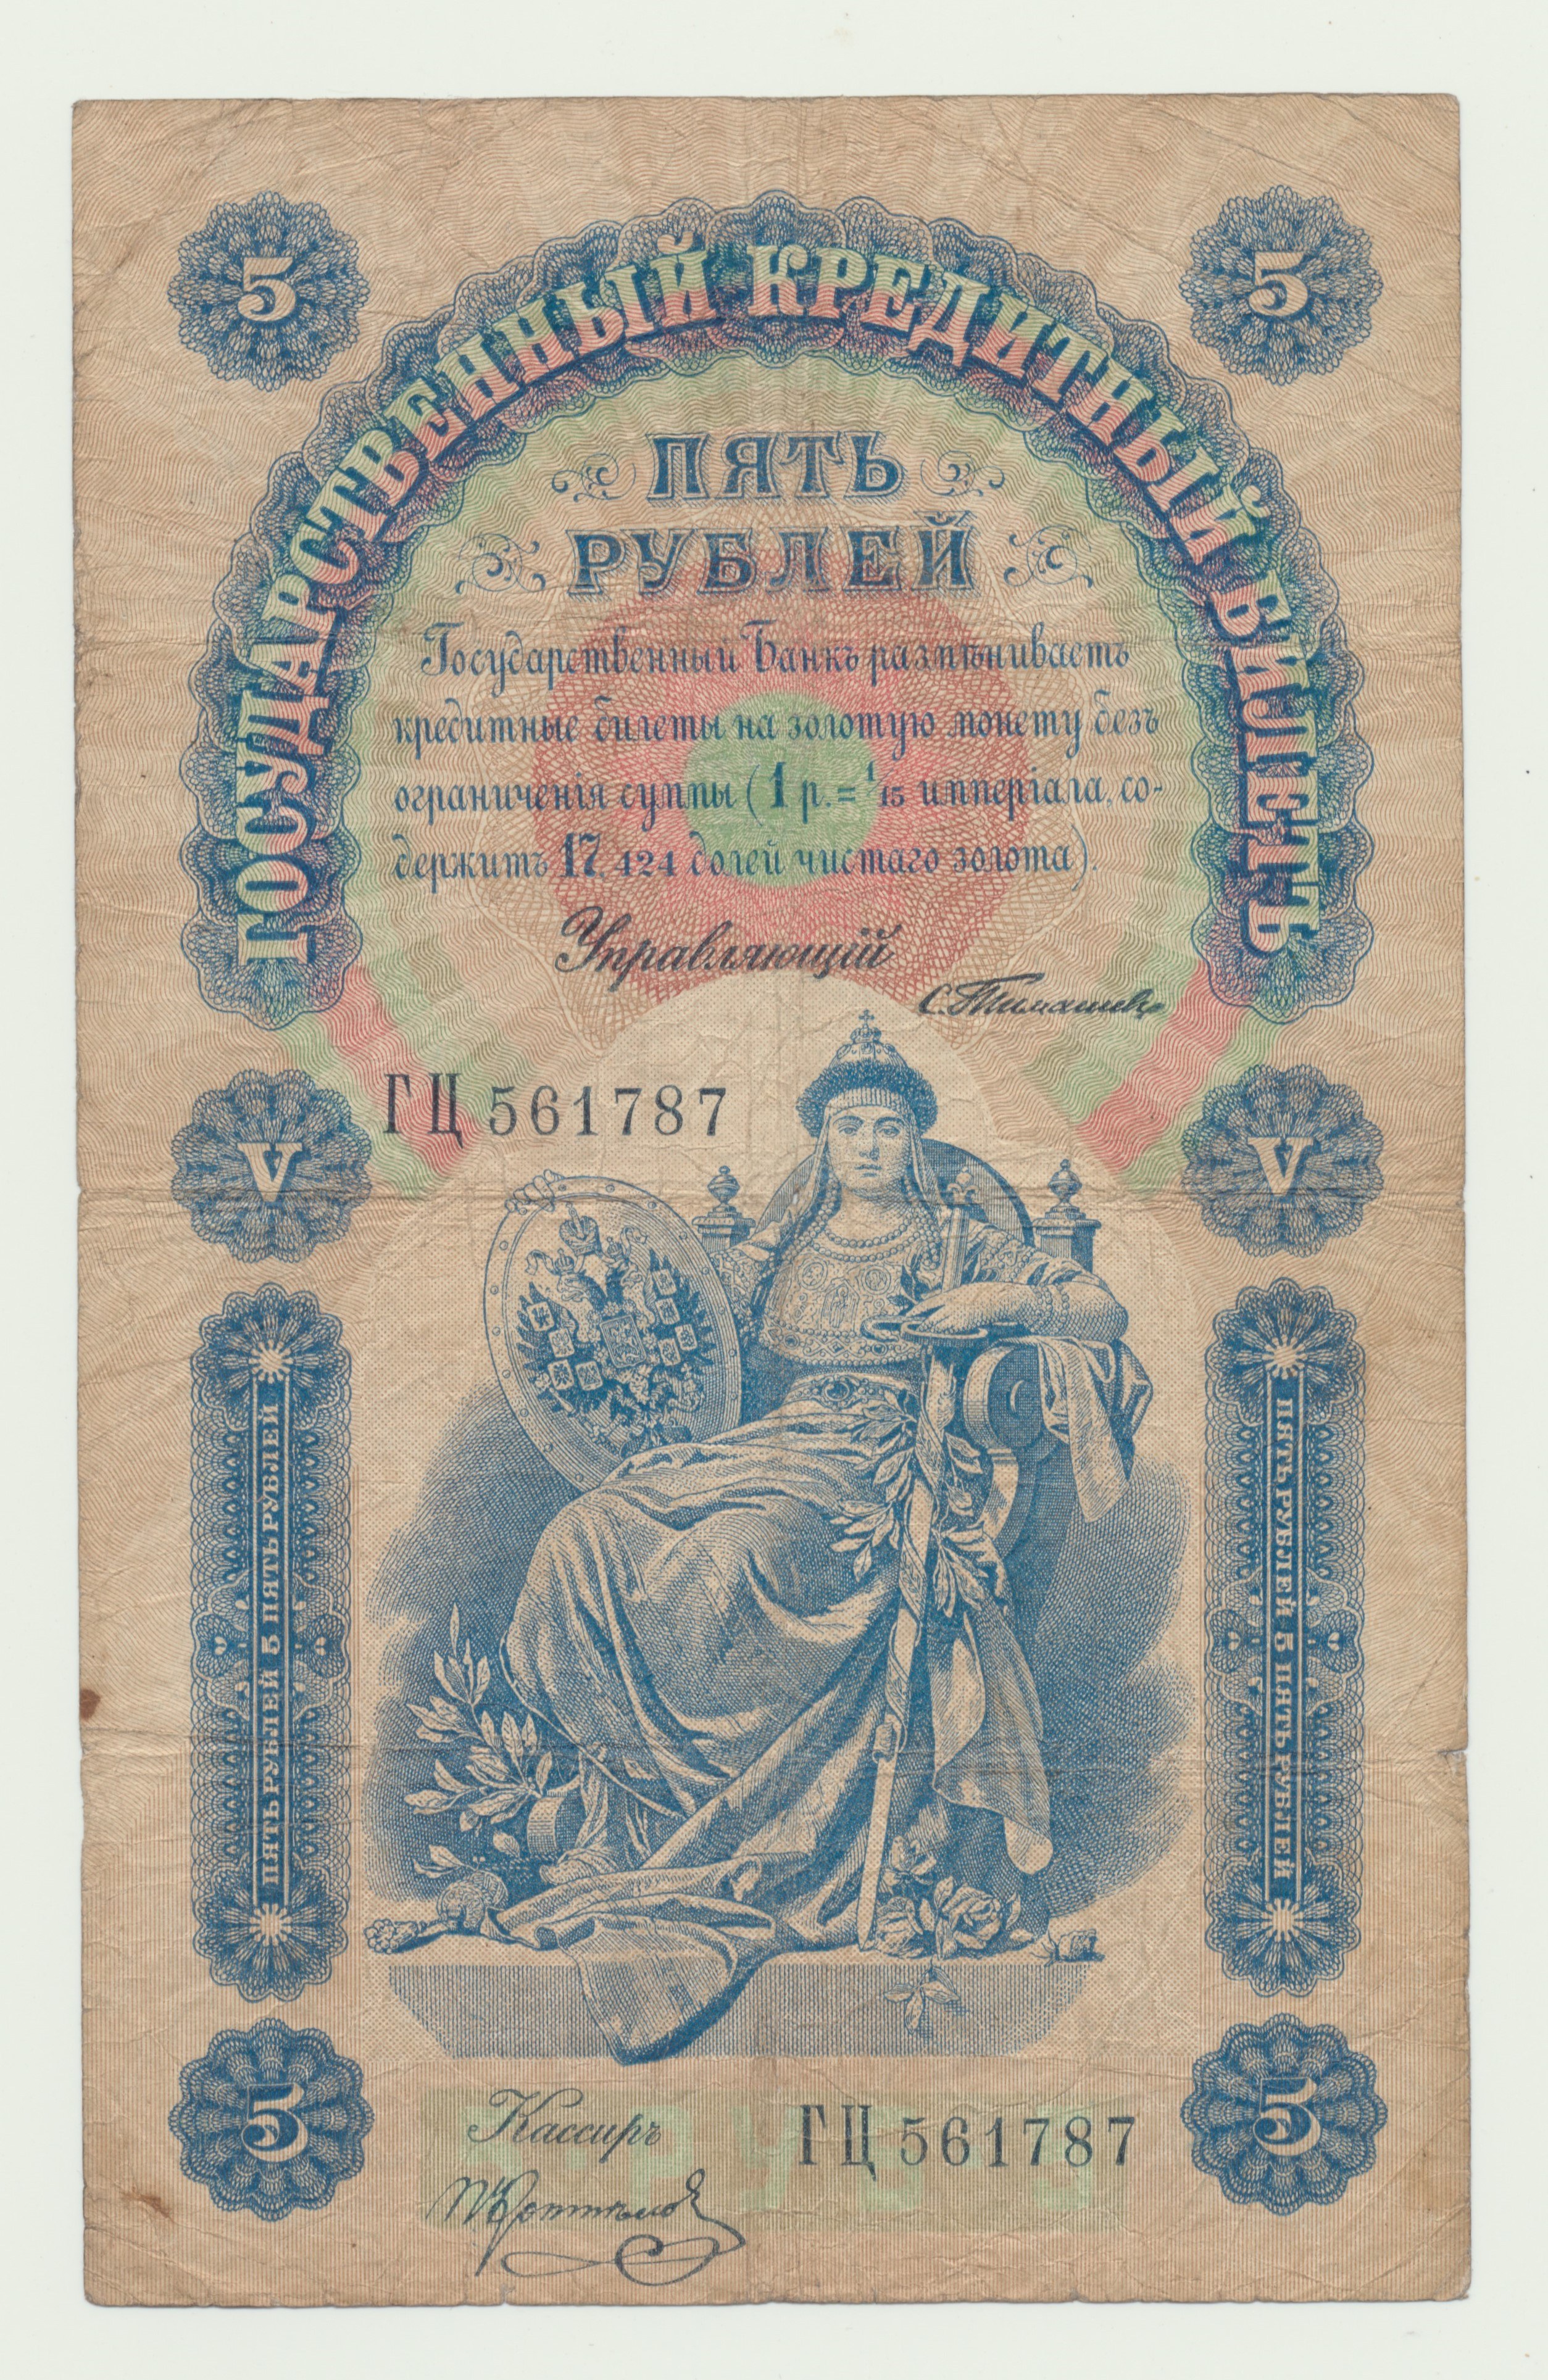 5 5
ГОСУДАРСТВЕННЫЙ КРЕДИТНЫЙ БИЛЕТЪ
ПЯТЬ
РУБЛЕЙ
Государственный Банкъ размѣниваетъ
кредитные билеты на золотую монету безъ
ограниченія суммы (1 р. = 1/15 имперіала, со-
держитъ 17,424 долей чистаго золота).
Управляющій
С. Тимашевъ
ГЦ 561787
V V
ПЯТЬ РУБЛЕЙ 5 ПЯТЬ РУБЛЕЙ
ПЯТЬ РУБЛЕЙ 5 ПЯТЬ РУБЛЕЙ
5 5
Кассиръ
ГЦ 561787